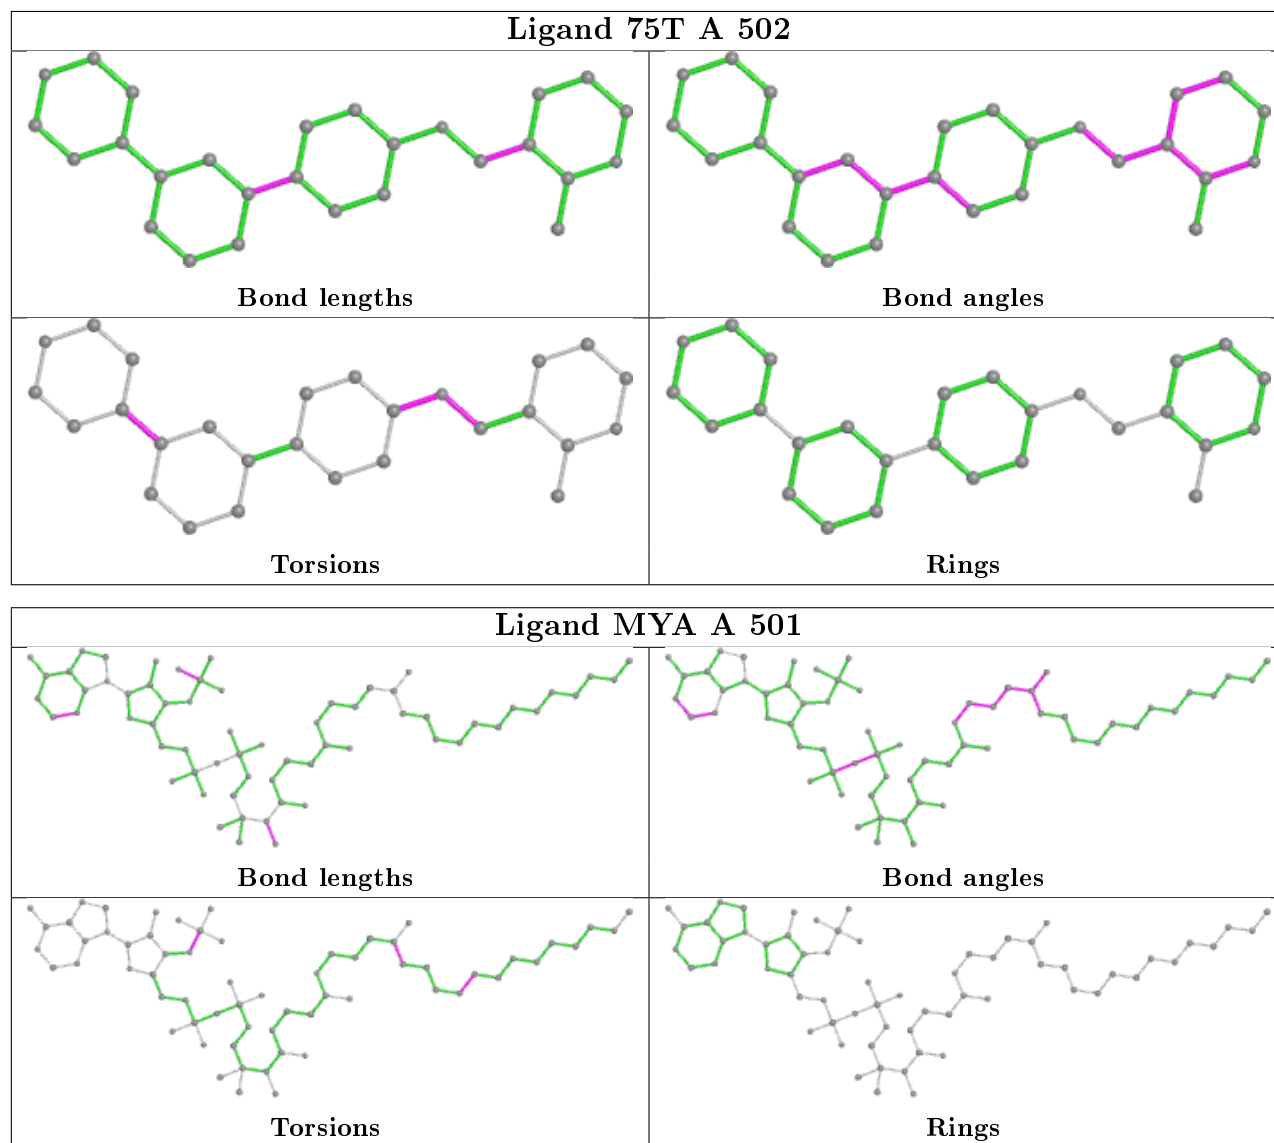 Ligand 75T A 502
Bond lengths
Bond angles
Torsions
Rings
Ligand MYA A 501
Bond lengths
Bond angles
Torsions
Rings